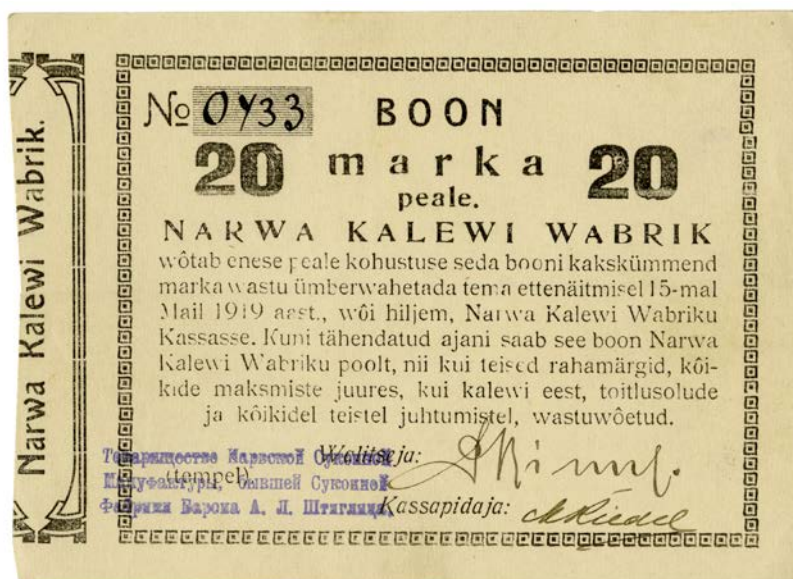 Narwa Kalewi Wabrik.
№ 0433 BOON
20 marka 20
peale.
NARWA KALEWI WABRIK
wôtab enese peale kohustuse seda booni kakskümmend
marka wastu ümberwahetada tema ettenäitmisel 15-mal
Mail 1919 aast., wôi hiljem, Narwa Kalewi Wabriku
Kassasse. Kuni tähendatud ajani saab see boon Narwa
Kalewi Wabriku poolt, nii kui teised rahamärgid, kôi-
kide maksmiste juures, kui kalewi eest, toitlusolude
ja kôikidel teistel juhtumistel, wastuwôetud.
Walitseja:
(tempel)
Товарищество Нарвской Суконной
Мануфактуры, бывшей Суконной
Фабрики Барона А. Л. Штиглица.
Kassapidaja: